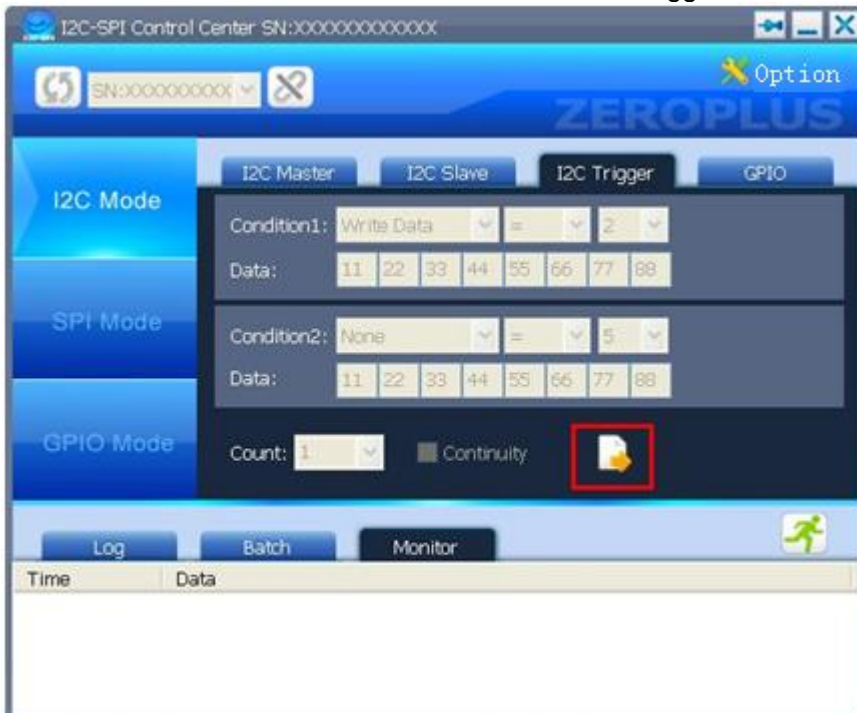 I2C-SPI Control Center SN:XXXXXXXXXXXXX
SN:XXXXXXXXXX
Option
ZEROPLUS
I2C Master I2C Slave I2C Trigger GPIO
I2C Mode
Condition1: Write Data = 2
Data: 11 22 33 44 55 66 77 88
SPI Mode
Condition2: None = 5
Data: 11 22 33 44 55 66 77 88
GPIO Mode
Count: 1 Continuity
Log Batch Monitor
Time Data